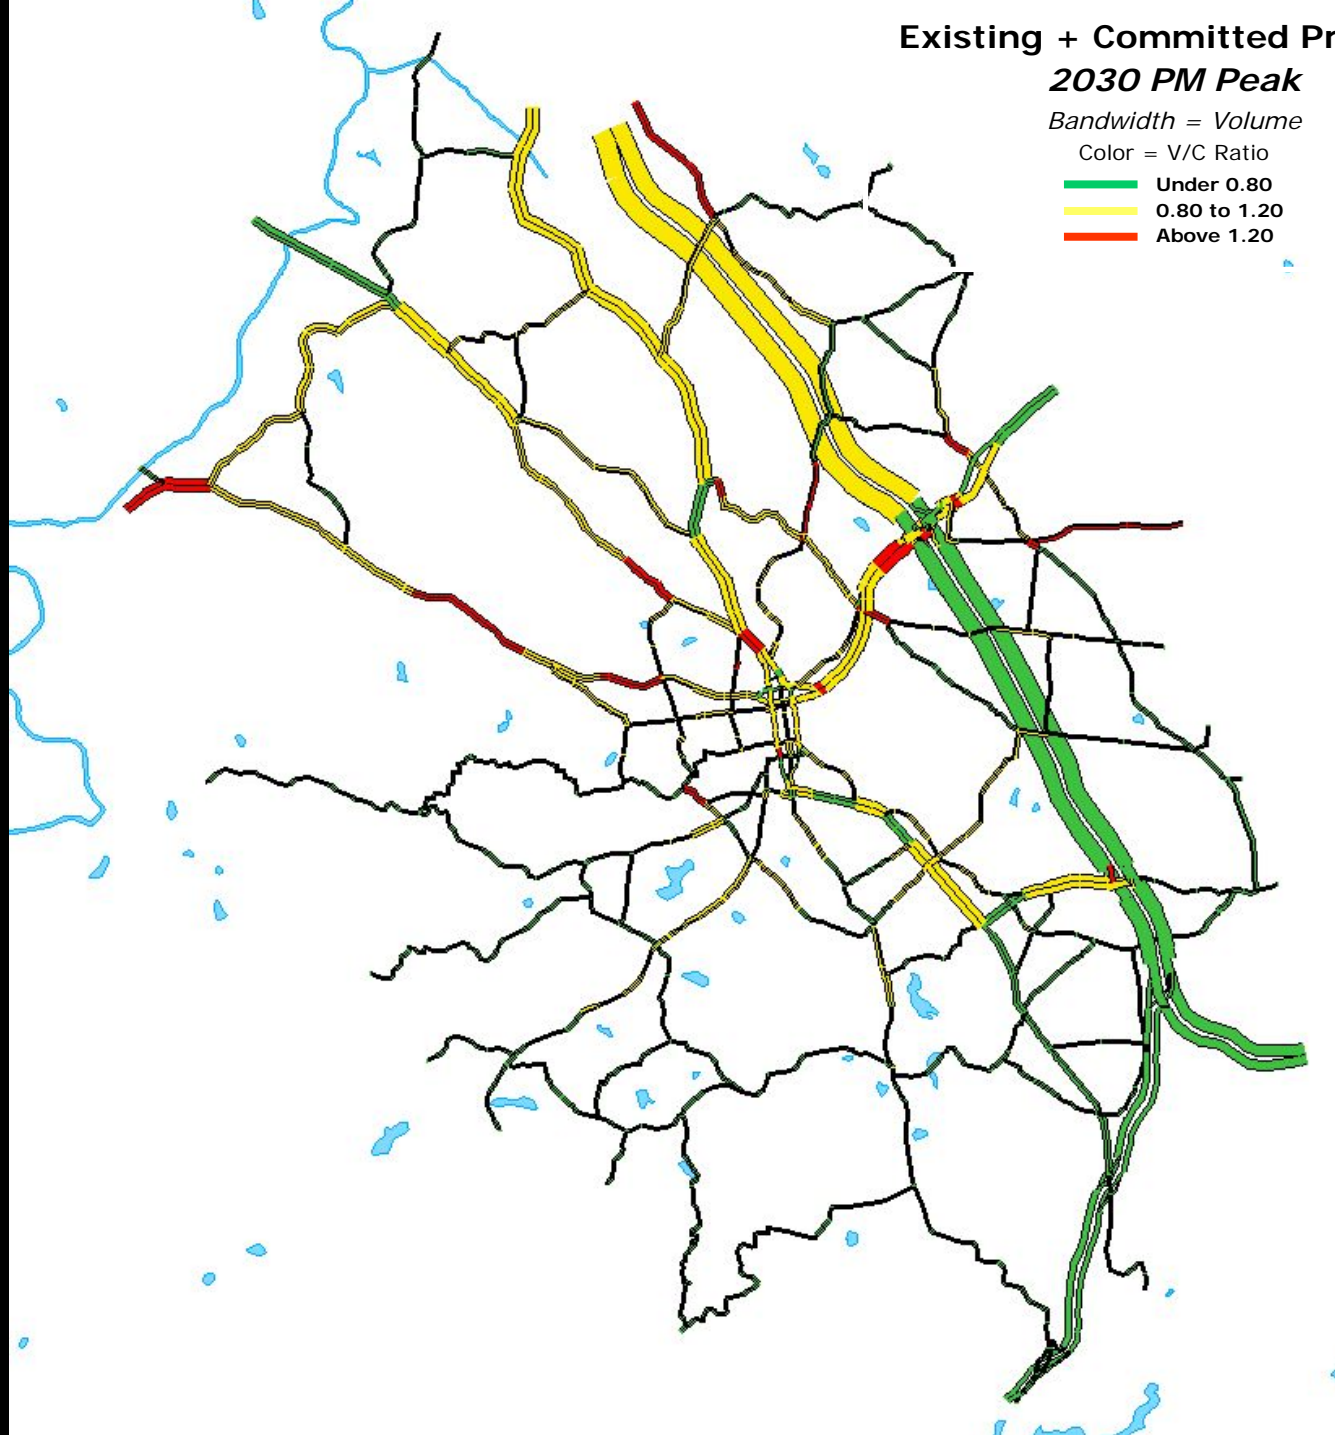 Existing + Committed Pr
2030 PM Peak
Bandwidth = Volume
Color = V/C Ratio
Under 0.80
0.80 to 1.20
Above 1.20